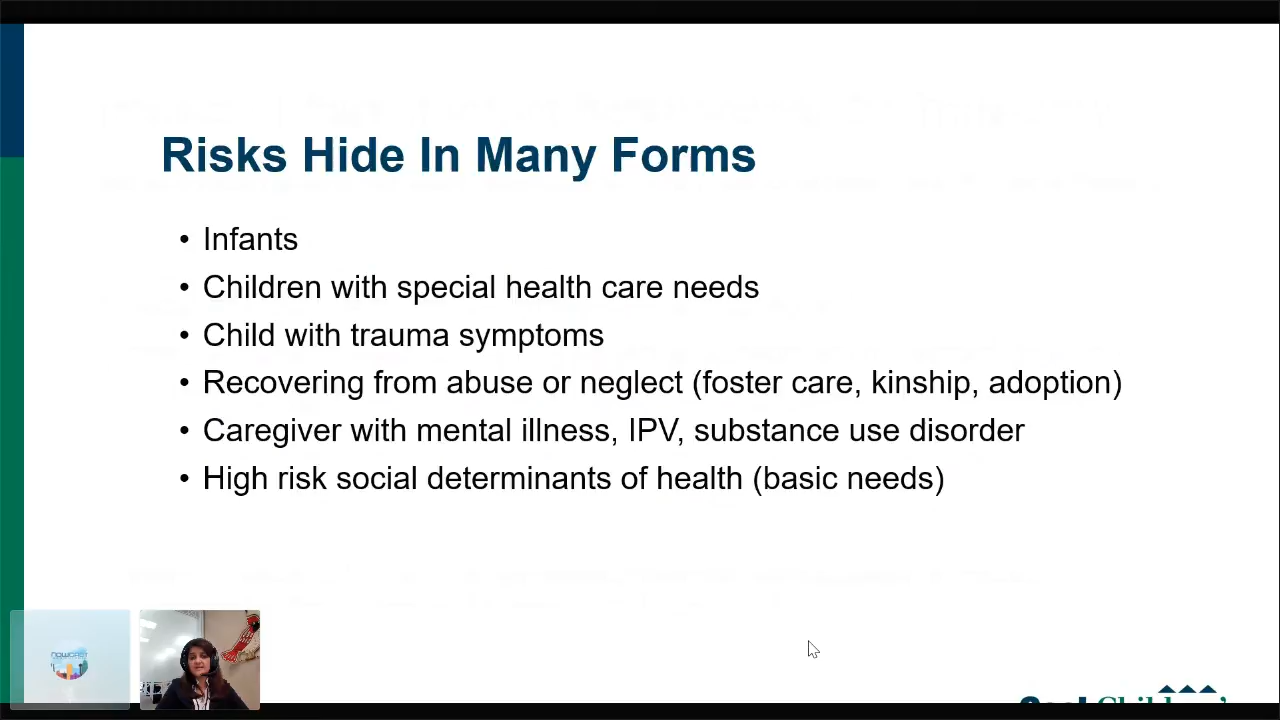 Risks Hide In Many Forms
• Infants
• Children with special health care needs
• Child with trauma symptoms
• Recovering from abuse or neglect (foster care, kinship, adoption)
• Caregiver with mental illness, IPV, substance use disorder
• High risk social determinants of health (basic needs)